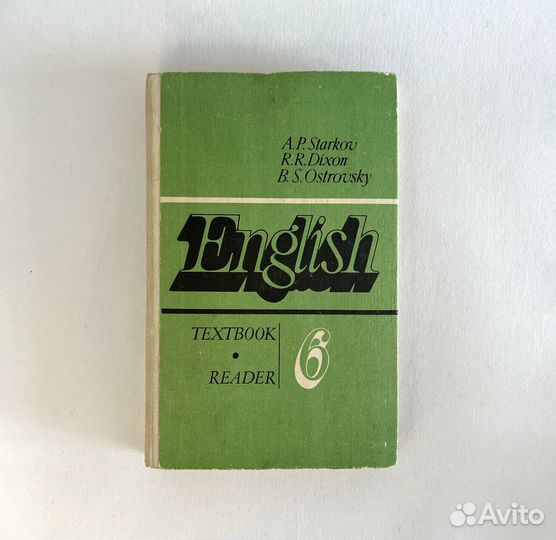 A.P.Starkov
R.R.Dixon
B.S.Ostrovsky
English
TEXTBOOK
•
READER
6
Avito